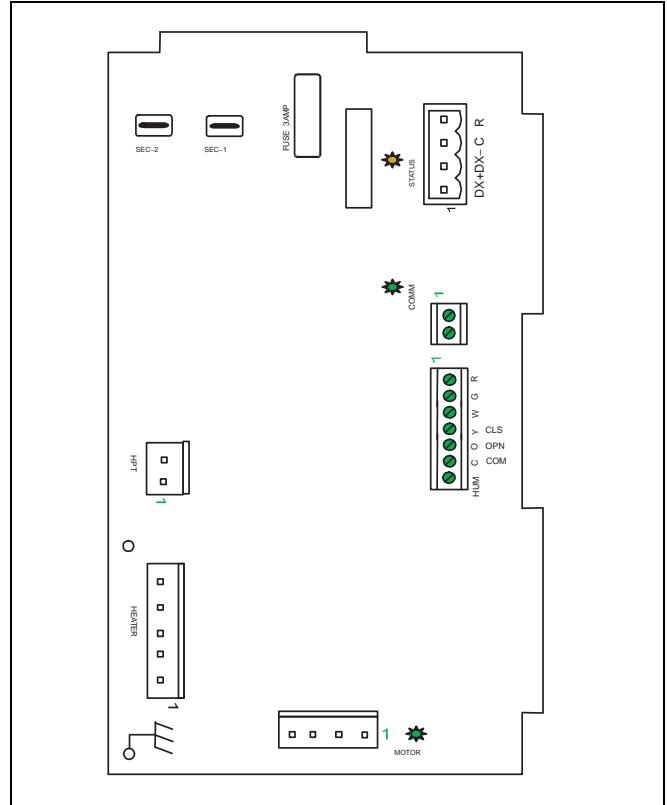 FUSE 3AMP
SEC-2
SEC-1
STATUS
DX+DX- C R
1
COMM
1
1
R
G
W
Y CLS
O OPN
C COM
HUM
HPT
1
HEATER
1
1
MOTOR